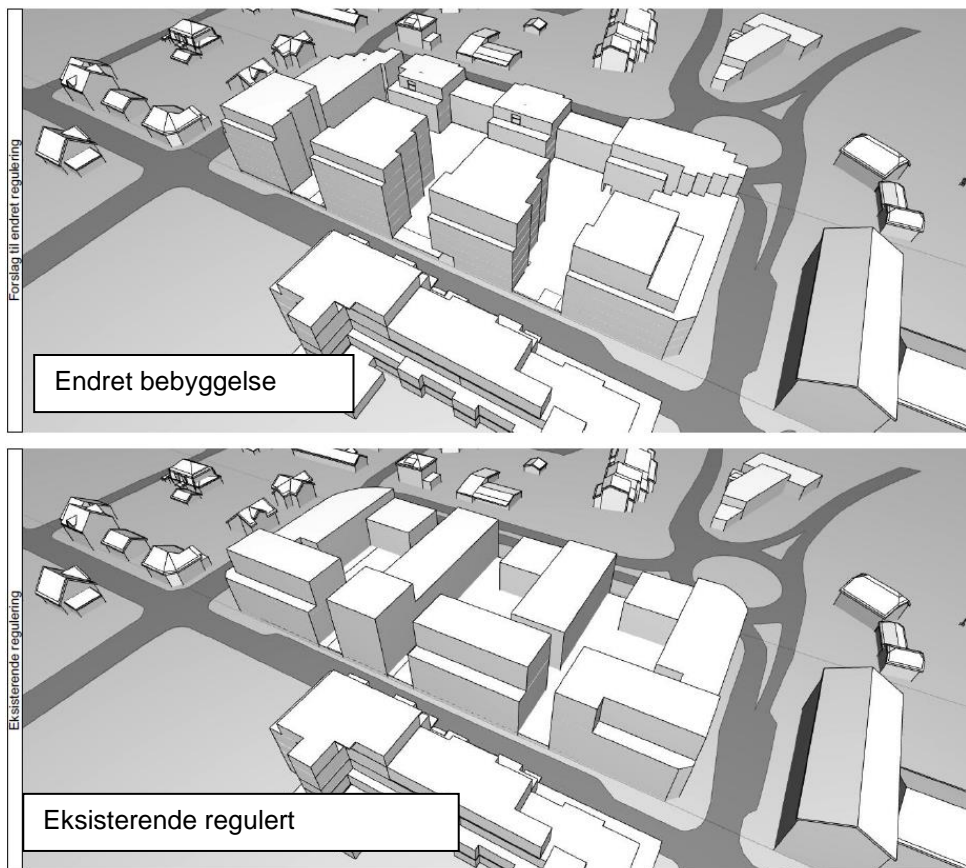 Forslag til endret regulering
Endret bebyggelse
Eksisterende regulering
Eksisterende regulert